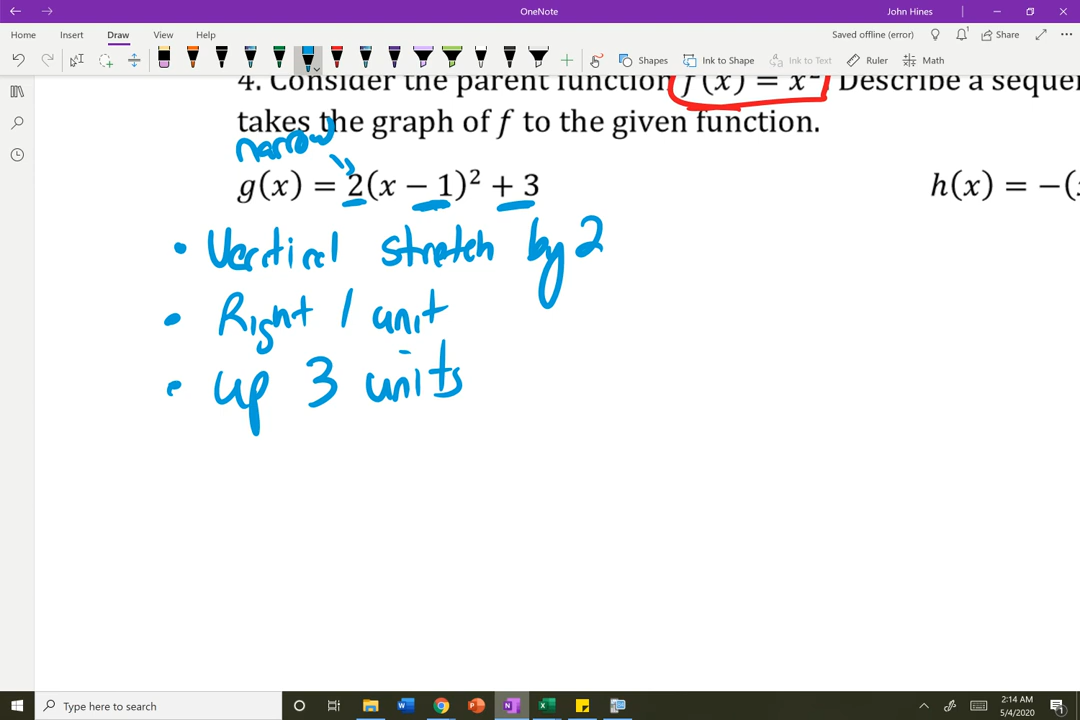 OneNote
John Hines
Home Insert Draw View Help
Saved offline (error)
1
Share
Shapes
Ink to Shape
Ink to Text
Ruler
Math
4. Consider the parent function f(x) = x² Describe a seque
takes the graph of f to the given function.
narrow
g(x) = 2(x − 1)² + 3
h(x) = −(
• Vertical stretch by 2
• Right 1 unit
• up 3 units
Type here to search
2:14 AM
5/4/2020
1